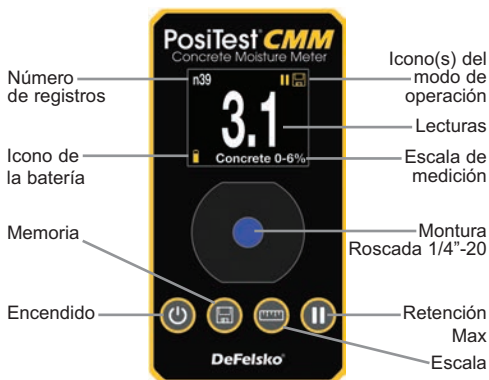 PosiTest CMM
Concrete Moisture Meter
Número
de registros
n39
Icono(s) del
modo de
operación
3.1
Lecturas
Icono de
la batería
Concrete 0-6%
Escala de
medición
Memoria
Montura
Roscada 1/4”-20
Encendido
Retención
Max
Escala
DeFelsko